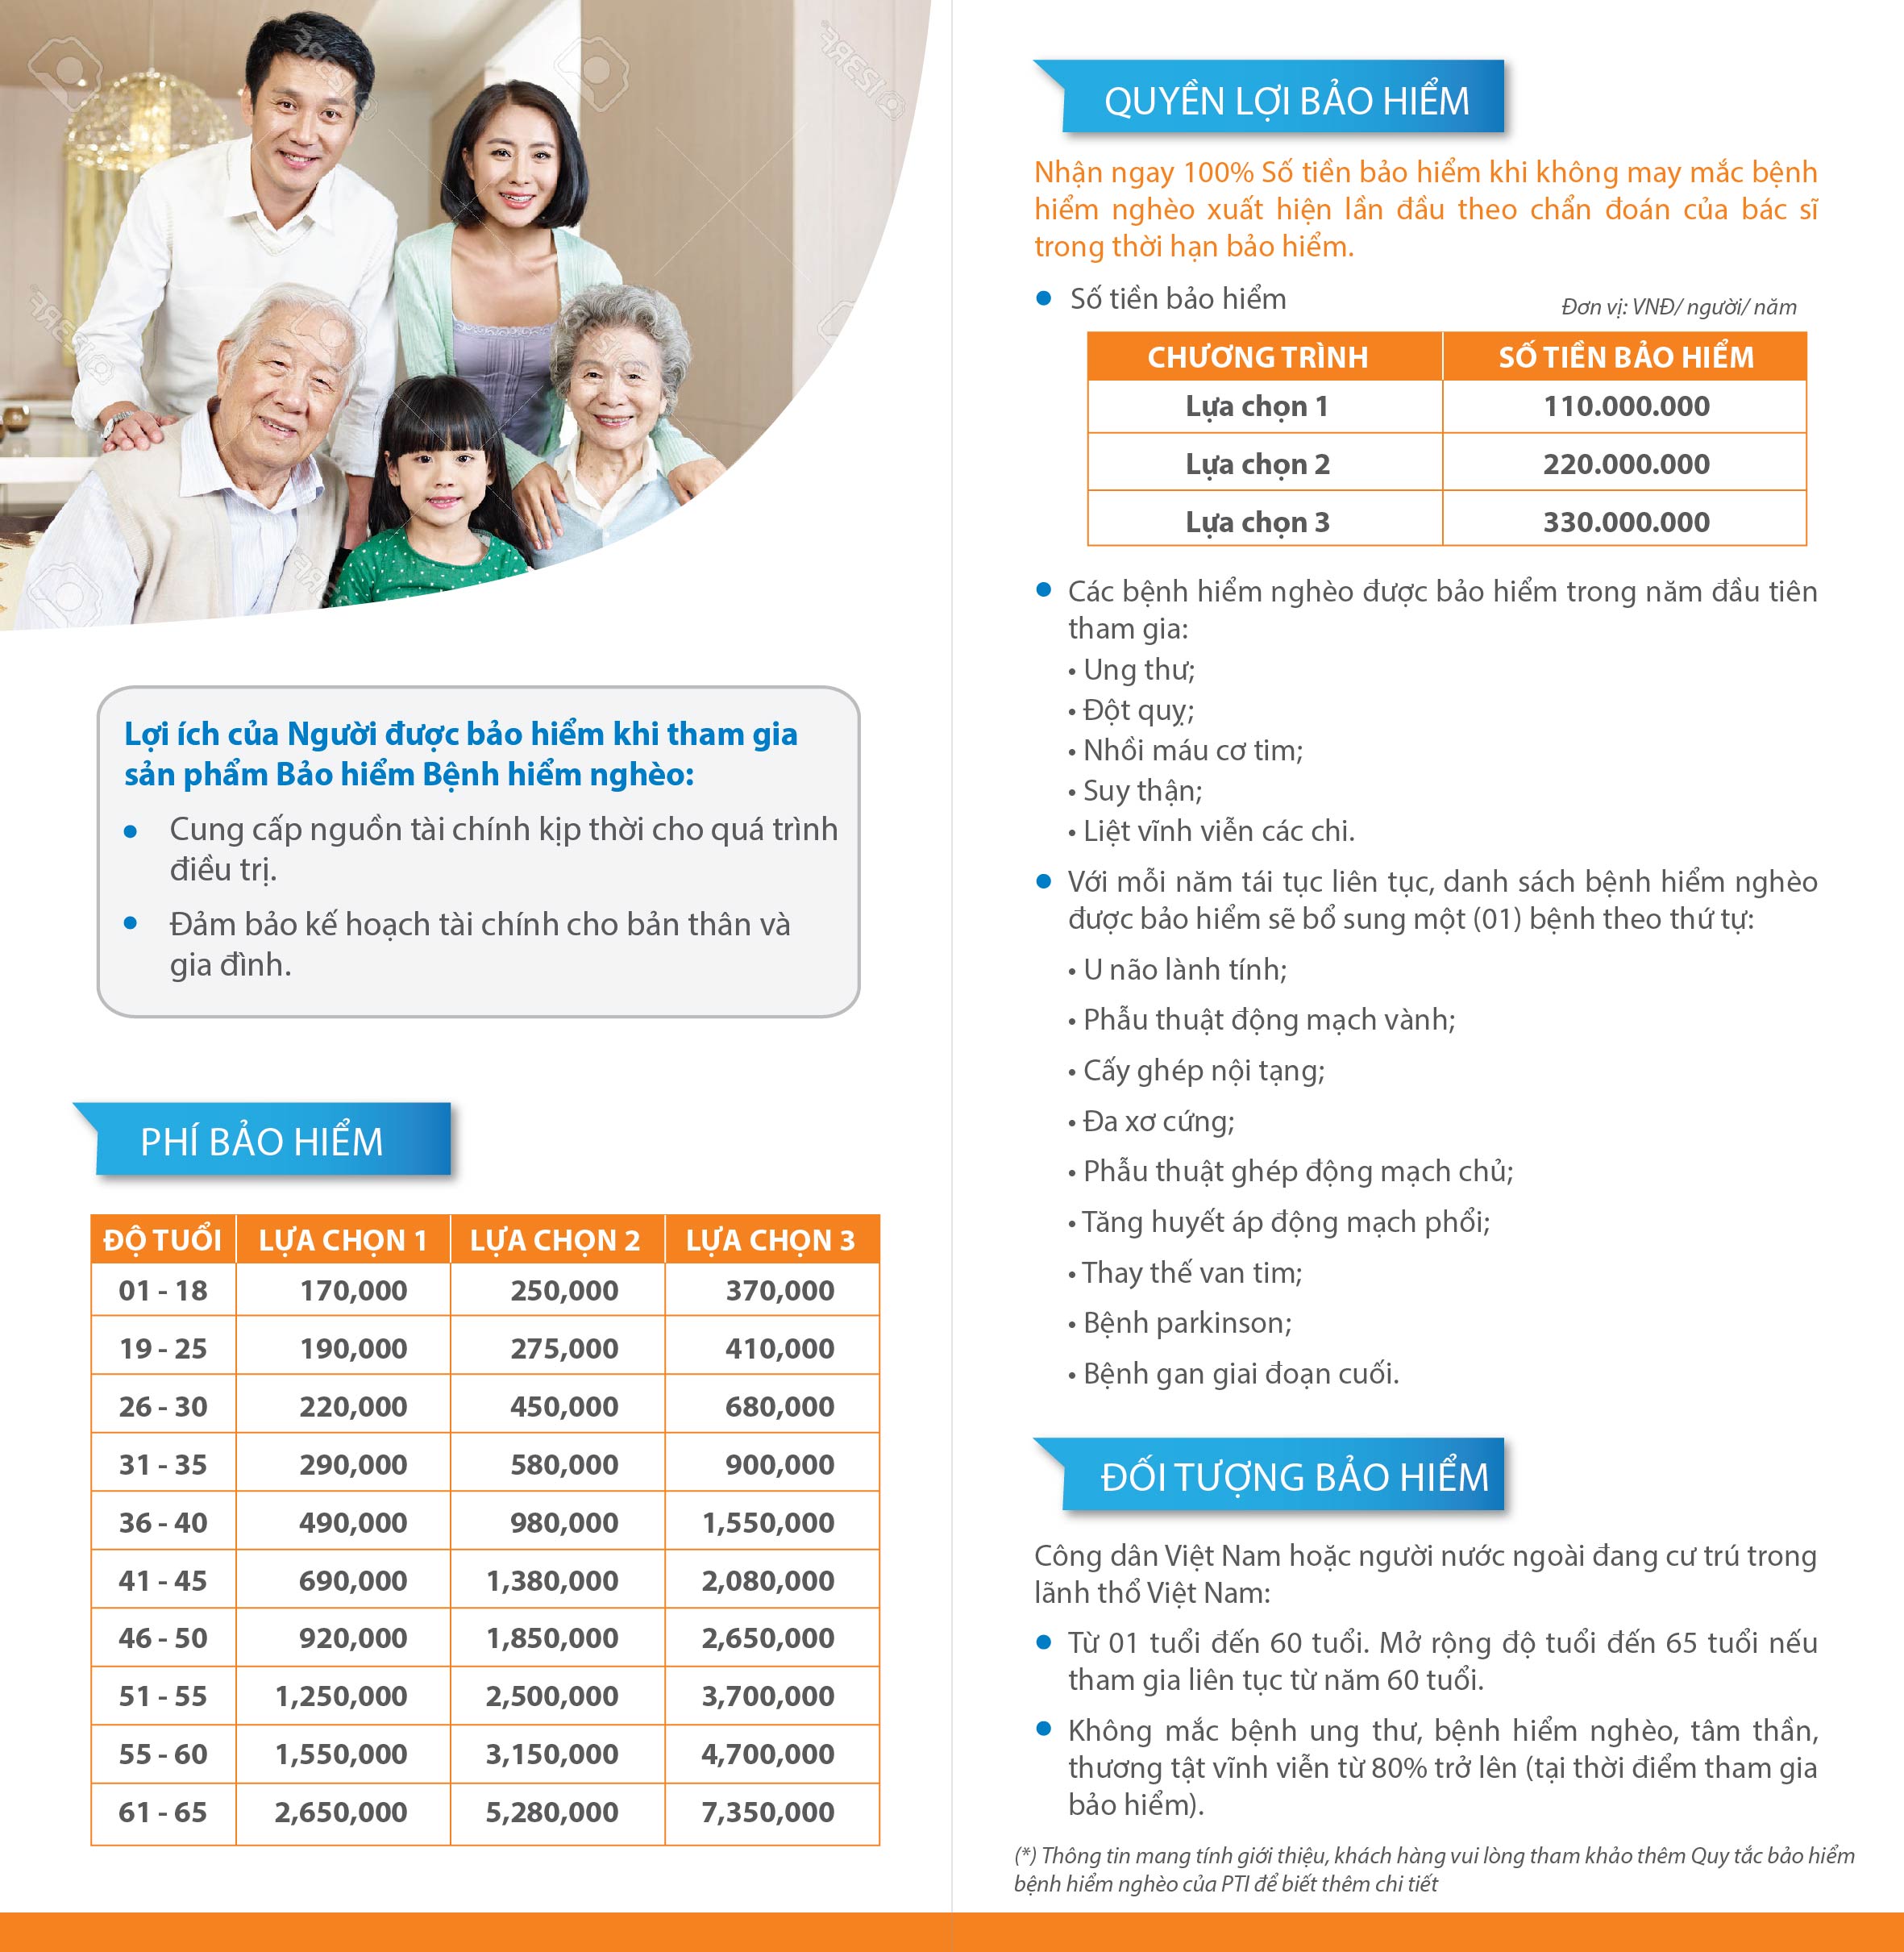 Lợi ích của Người được bảo hiểm khi tham gia
sản phẩm Bảo hiểm Bệnh hiểm nghèo:
Cung cấp nguồn tài chính kịp thời cho quá trình
điều trị.
Đảm bảo kế hoạch tài chính cho bản thân và
gia đình.
PHÍ BẢO HIỂM
ĐỘ TUỔI LỰA CHỌN 1 LỰA CHỌN 2 LỰA CHỌN 3
01 - 18 170,000 250,000 370,000
19 - 25 190,000 275,000 410,000
26 - 30 220,000 450,000 680,000
31 - 35 290,000 580,000 900,000
36 - 40 490,000 980,000 1,550,000
41 - 45 690,000 1,380,000 2,080,000
46 - 50 920,000 1,850,000 2,650,000
51 - 55 1,250,000 2,500,000 3,700,000
55 - 60 1,550,000 3,150,000 4,700,000
61 - 65 2,650,000 5,280,000 7,350,000
QUYỀN LỢI BẢO HIỂM
Nhận ngay 100% Số tiền bảo hiểm khi không may mắc bệnh
hiểm nghèo xuất hiện lần đầu theo chẩn đoán của bác sĩ
trong thời hạn bảo hiểm.
Số tiền bảo hiểm
Đơn vị: VNĐ/ người/ năm
CHƯƠNG TRÌNH SỐ TIỀN BẢO HIỂM
Lựa chọn 1 110.000.000
Lựa chọn 2 220.000.000
Lựa chọn 3 330.000.000
Các bệnh hiểm nghèo được bảo hiểm trong năm đầu tiên
tham gia:
• Ung thư;
• Đột quỵ;
• Nhồi máu cơ tim;
• Suy thận;
• Liệt vĩnh viễn các chi.
Với mỗi năm tái tục liên tục, danh sách bệnh hiểm nghèo
được bảo hiểm sẽ bổ sung một (01) bệnh theo thứ tự:
• U não lành tính;
• Phẫu thuật động mạch vành;
• Cấy ghép nội tạng;
• Đa xơ cứng;
• Phẫu thuật ghép động mạch chủ;
• Tăng huyết áp động mạch phổi;
• Thay thế van tim;
• Bệnh parkinson;
• Bệnh gan giai đoạn cuối.
ĐỐI TƯỢNG BẢO HIỂM
Công dân Việt Nam hoặc người nước ngoài đang cư trú trong
lãnh thổ Việt Nam:
Từ 01 tuổi đến 60 tuổi. Mở rộng độ tuổi đến 65 tuổi nếu
tham gia liên tục từ năm 60 tuổi.
Không mắc bệnh ung thư, bệnh hiểm nghèo, tâm thần,
thương tật vĩnh viễn từ 80% trở lên (tại thời điểm tham gia
bảo hiểm).
(*) Thông tin mang tính giới thiệu, khách hàng vui lòng tham khảo thêm Quy tắc bảo hiểm
bệnh hiểm nghèo của PTI để biết thêm chi tiết